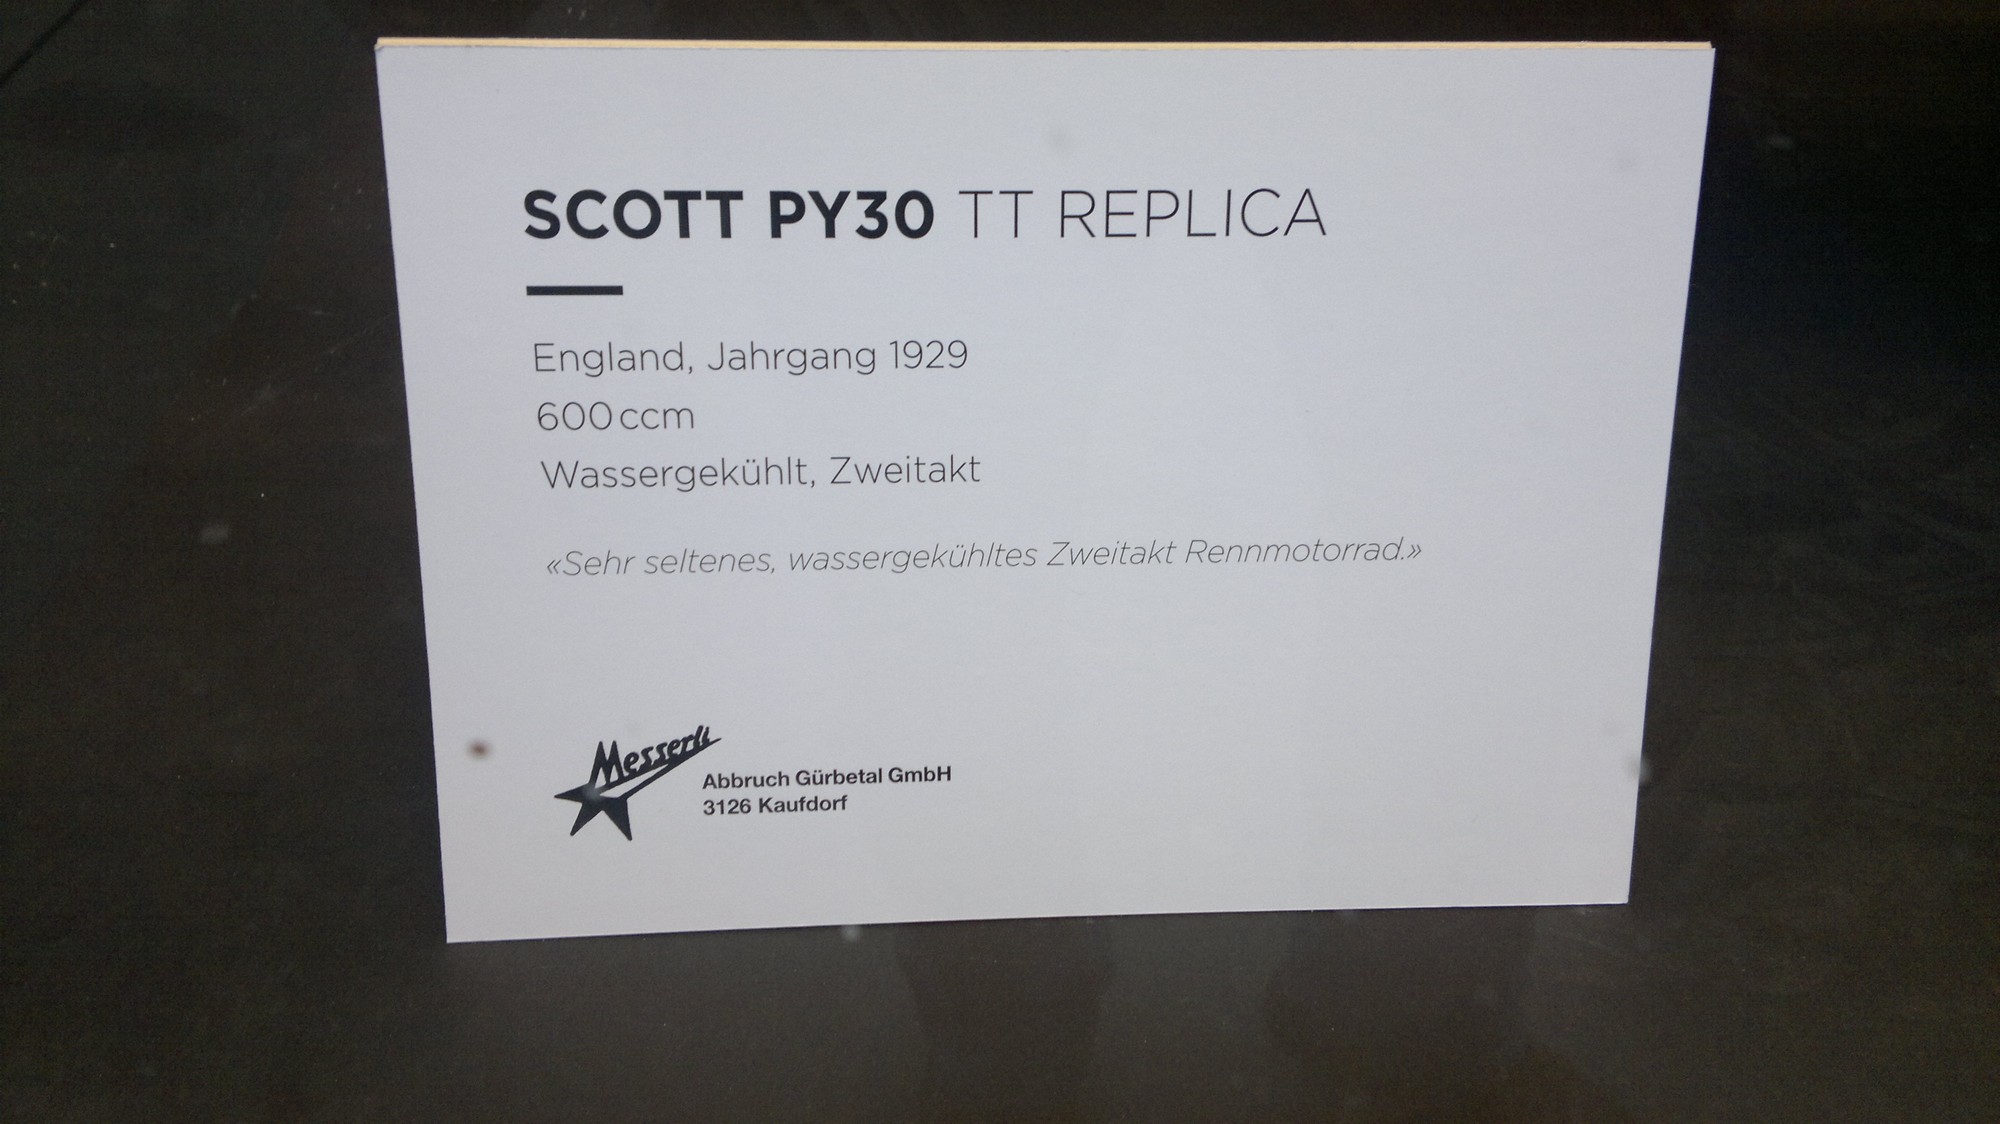 SCOTT PY30 TT REPLICA
England, Jahrgang 1929
600 ccm
Wassergekühlt, Zweitakt
«Sehr seltenes, wassergekühltes Zweitakt Rennmotorrad.»
Messerli
Abbruch Gürbetal GmbH
3126 Kaufdorf